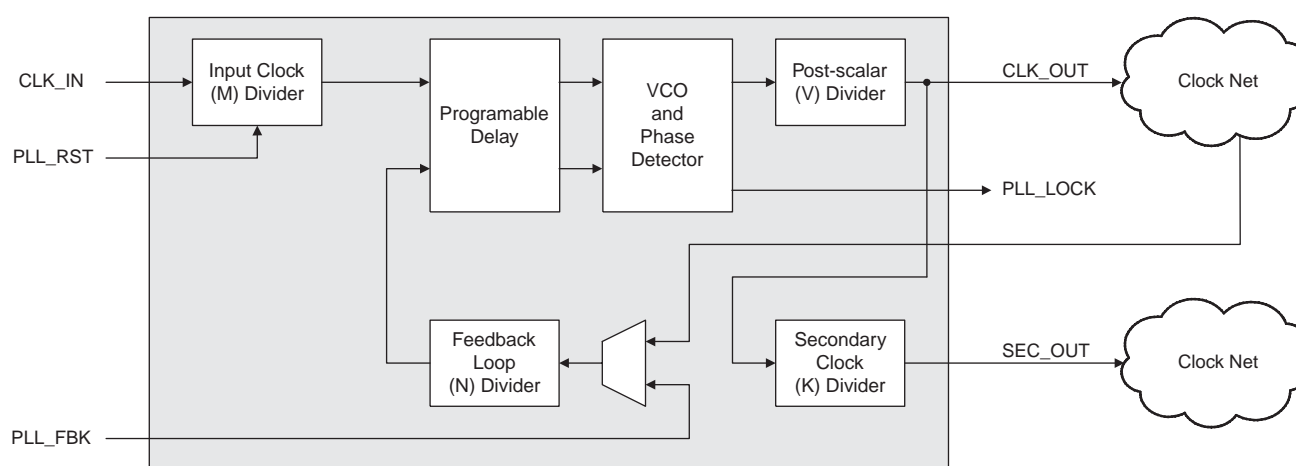 CLK_IN
PLL_RST
PLL_FBK
Input Clock
(M) Divider
Programable
Delay
VCO
and
Phase
Detector
Post-scalar
(V) Divider
CLK_OUT
Clock Net
PLL_LOCK
Feedback
Loop
(N) Divider
Secondary
Clock
(K) Divider
SEC_OUT
Clock Net